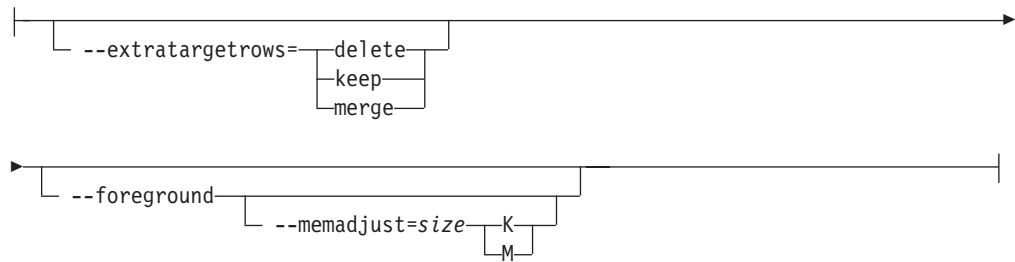 --extratargetrows=delete
keep
merge
--foreground
--memadjust=size K
M